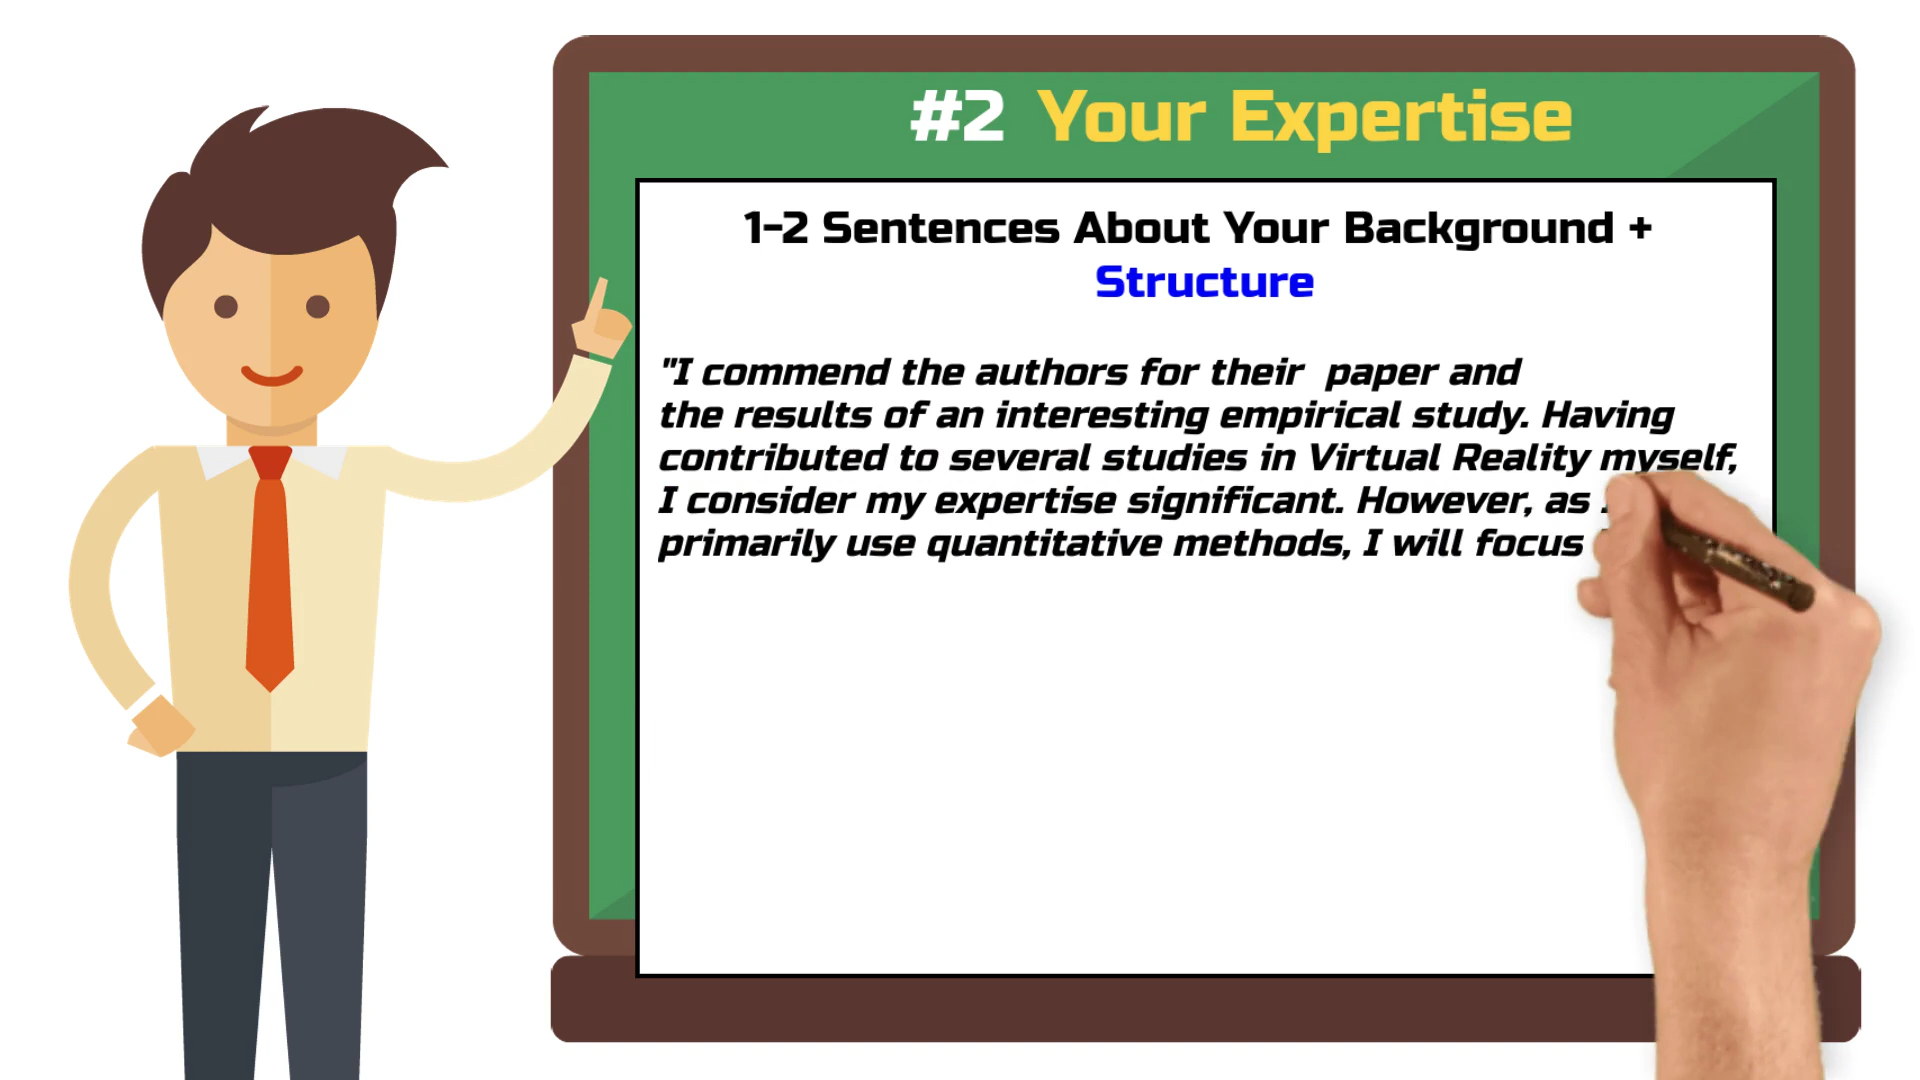 #2 Your Expertise
1-2 Sentences About Your Background +
Structure
"I commend the authors for their paper and
the results of an interesting empirical study. Having
contributed to several studies in Virtual Reality myself,
I consider my expertise significant. However, as
primarily use quantitative methods, I will focus